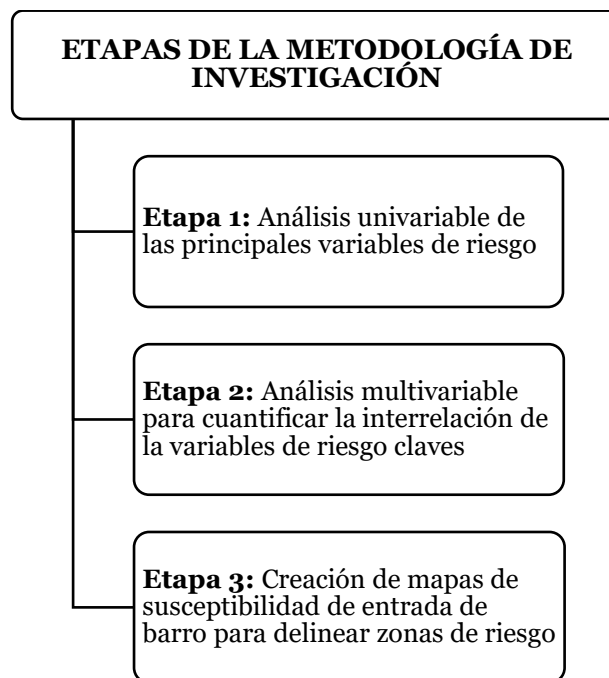 ETAPAS DE LA METODOLOGÍA DE
INVESTIGACIÓN
Etapa 1: Análisis univariable de
las principales variables de riesgo
Etapa 2: Análisis multivariable
para cuantificar la interrelación de
la variables de riesgo claves
Etapa 3: Creación de mapas de
susceptibilidad de entrada de
barro para delinear zonas de riesgo